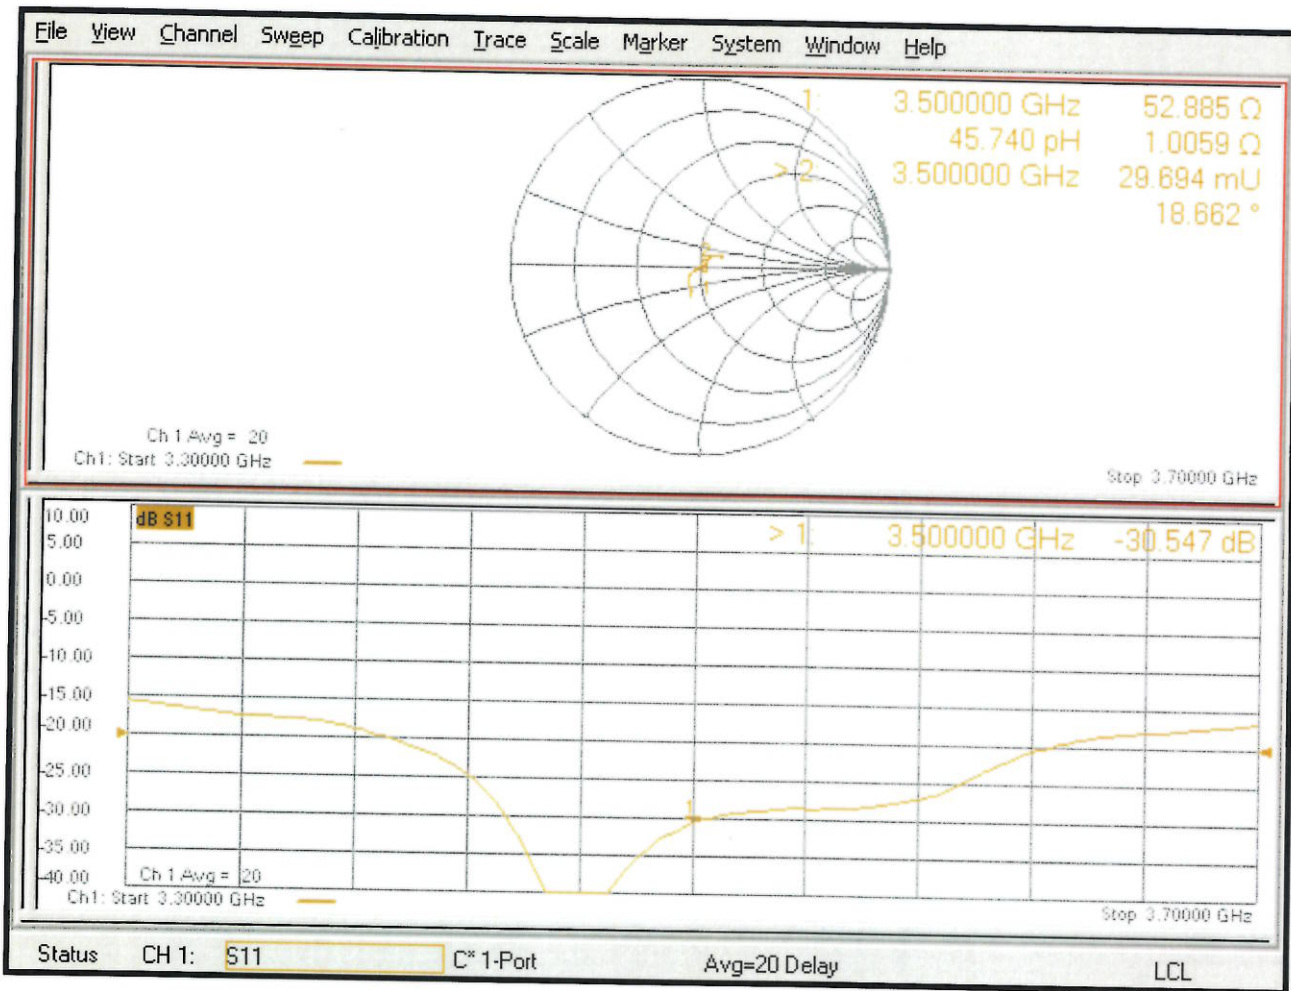 File View Channel Sweep Calibration Trace Scale Marker System Window Help
1: 3.500000 GHz 52.885 Ω
45.740 pH 1.0059 Ω
> 2: 3.500000 GHz 29.694 mU
18.662 °
Ch 1 Avg = 20
Ch1: Start 3.30000 GHz
Stop 3.70000 GHz
10.00
dB S11
> 1: 3.500000 GHz -30.547 dB
5.00
0.00
-5.00
-10.00
-15.00
-20.00
-25.00
-30.00
1
-35.00
-40.00
Ch 1 Avg = 20
Ch1: Start 3.30000 GHz
Stop 3.70000 GHz
Status CH 1: S11 C* 1-Port Avg=20 Delay LCL